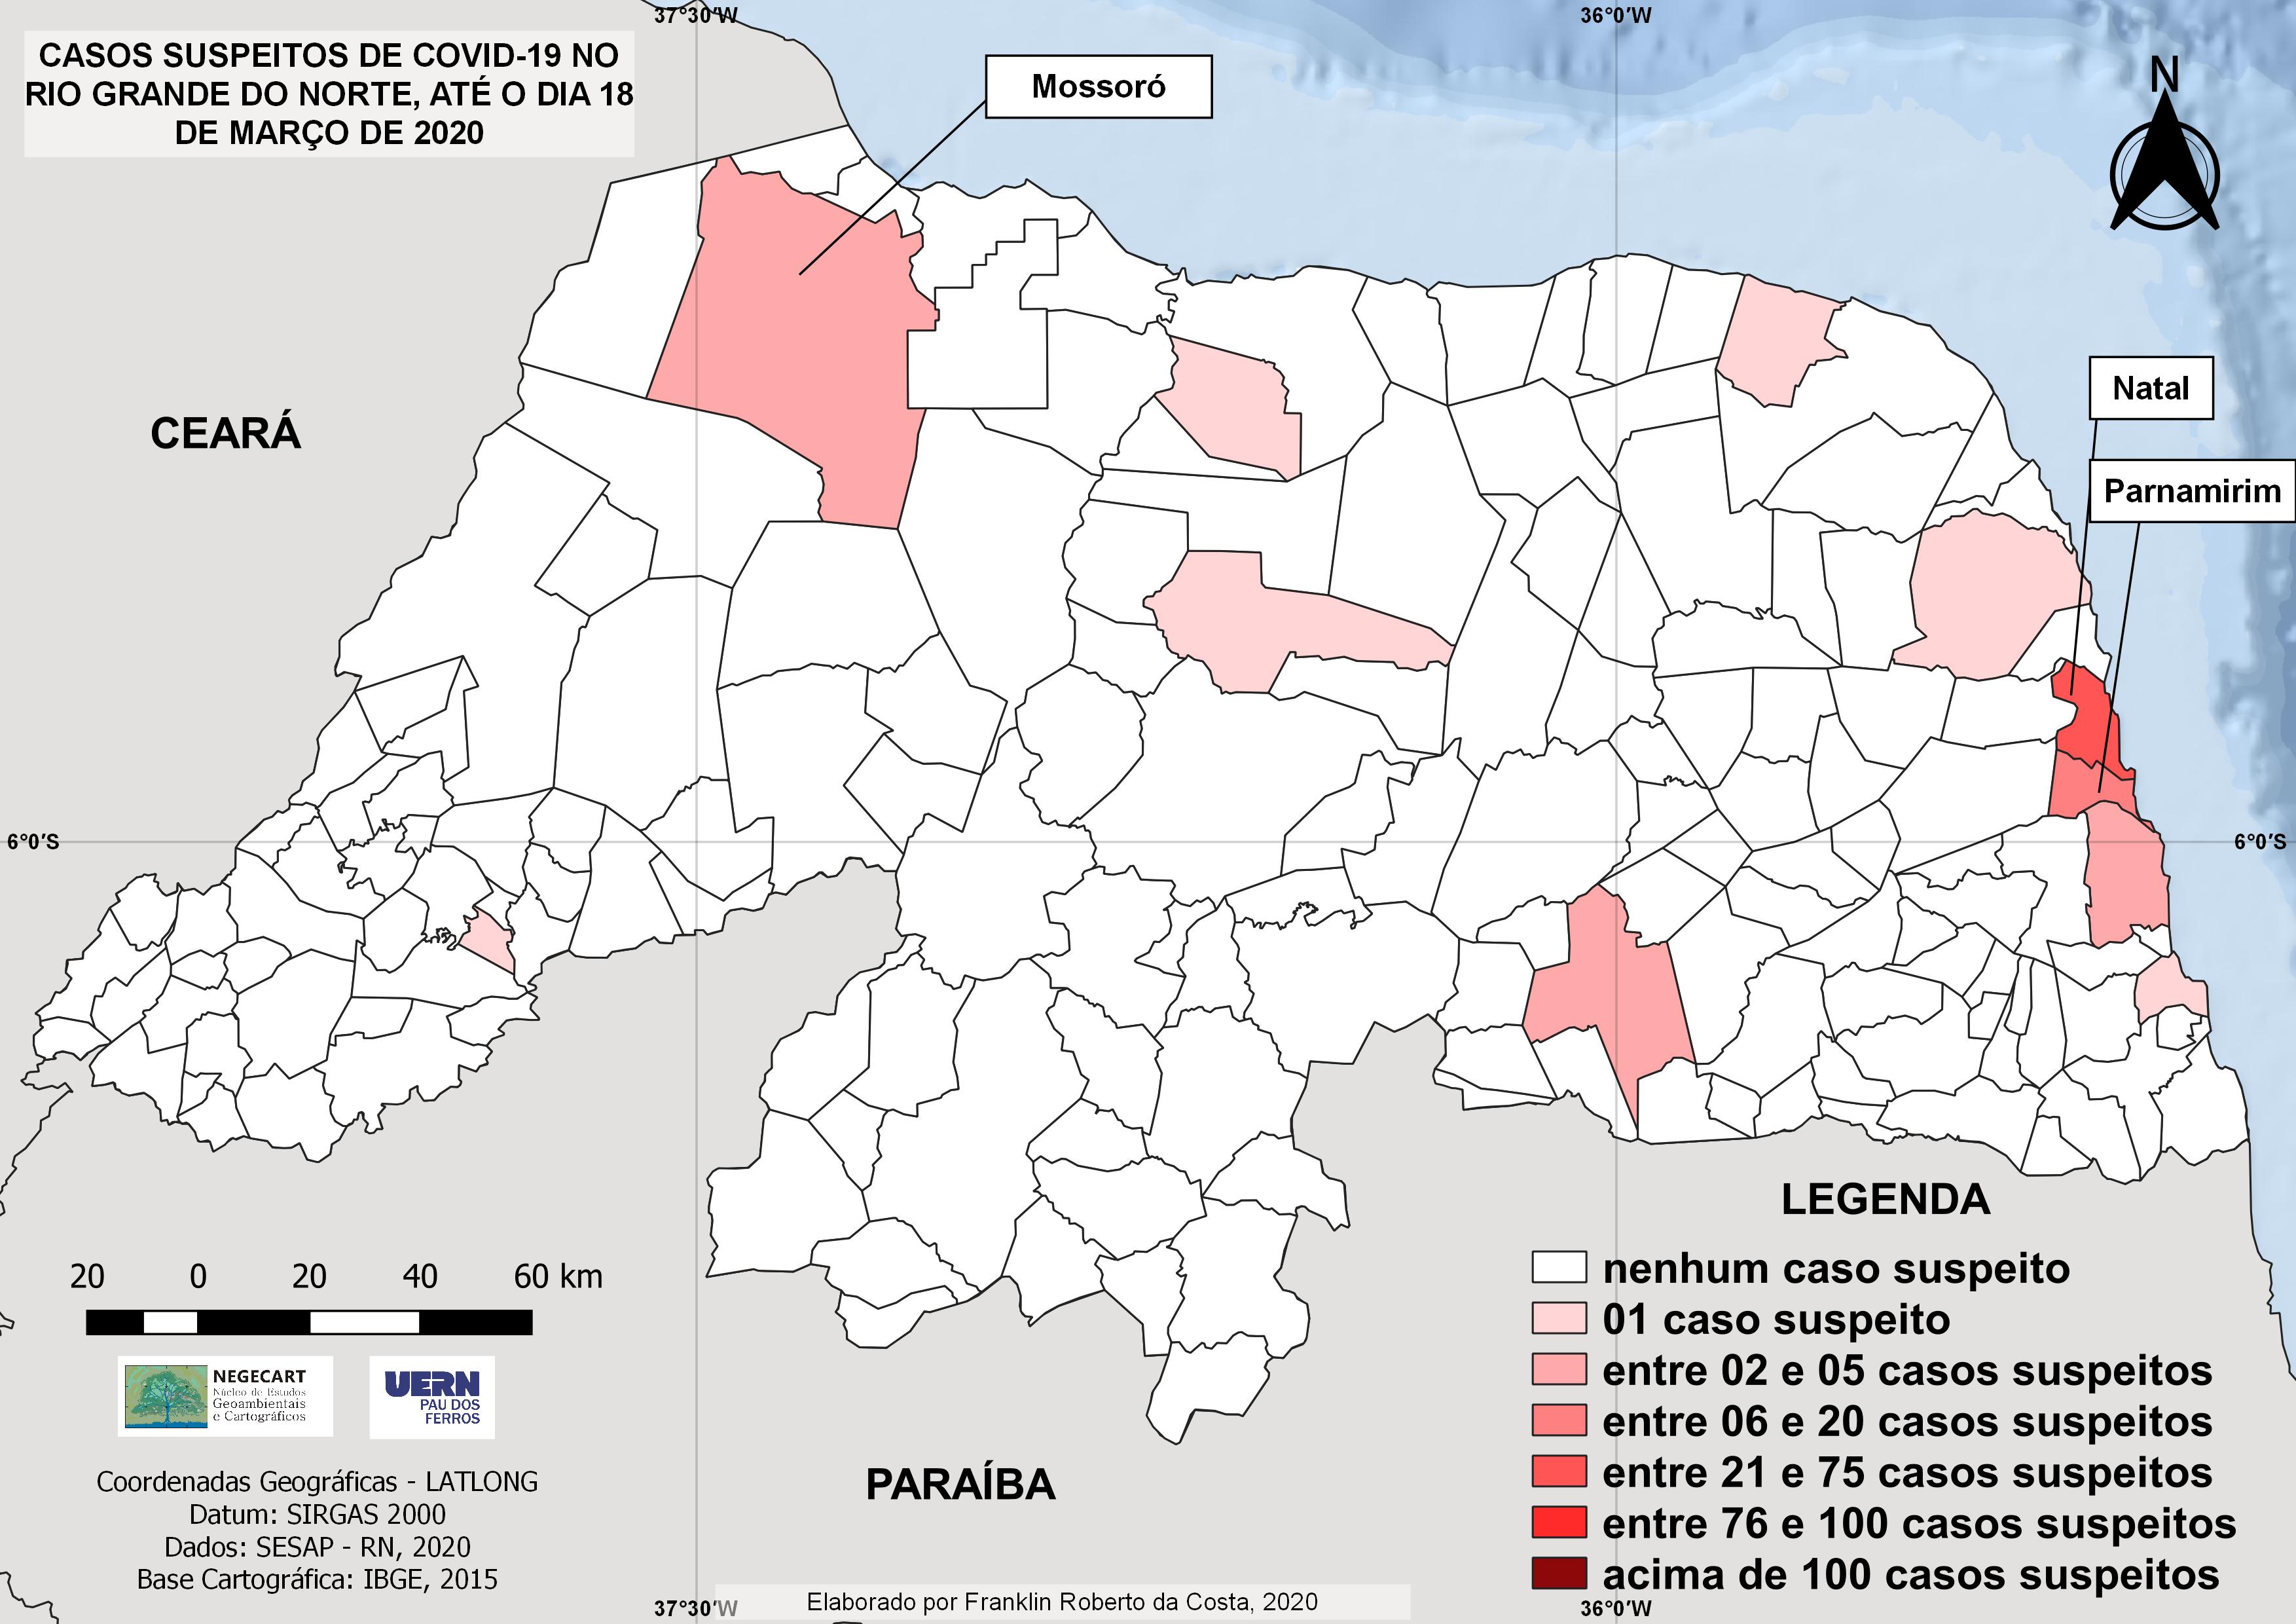 37°30'W
36°0'W
CASOS SUSPEITOS DE COVID-19 NO
RIO GRANDE DO NORTE, ATÉ O DIA 18
DE MARÇO DE 2020
Mossoró
N
Natal
Parnamirim
CEARÁ
6°0'S
6°0'S
LEGENDA
nenhum caso suspeito
01 caso suspeito
entre 02 e 05 casos suspeitos
entre 06 e 20 casos suspeitos
entre 21 e 75 casos suspeitos
entre 76 e 100 casos suspeitos
acima de 100 casos suspeitos
20 0 20 40 60 km
NEGECART
Núcleo de Estudos
Geoambientais
e Cartográficos
UERN
PAU DOS
FERROS
PARAÍBA
Coordenadas Geográficas - LATLONG
Datum: SIRGAS 2000
Dados: SESAP - RN, 2020
Base Cartográfica: IBGE, 2015
Elaborado por Franklin Roberto da Costa, 2020
37°30'W
36°0'W